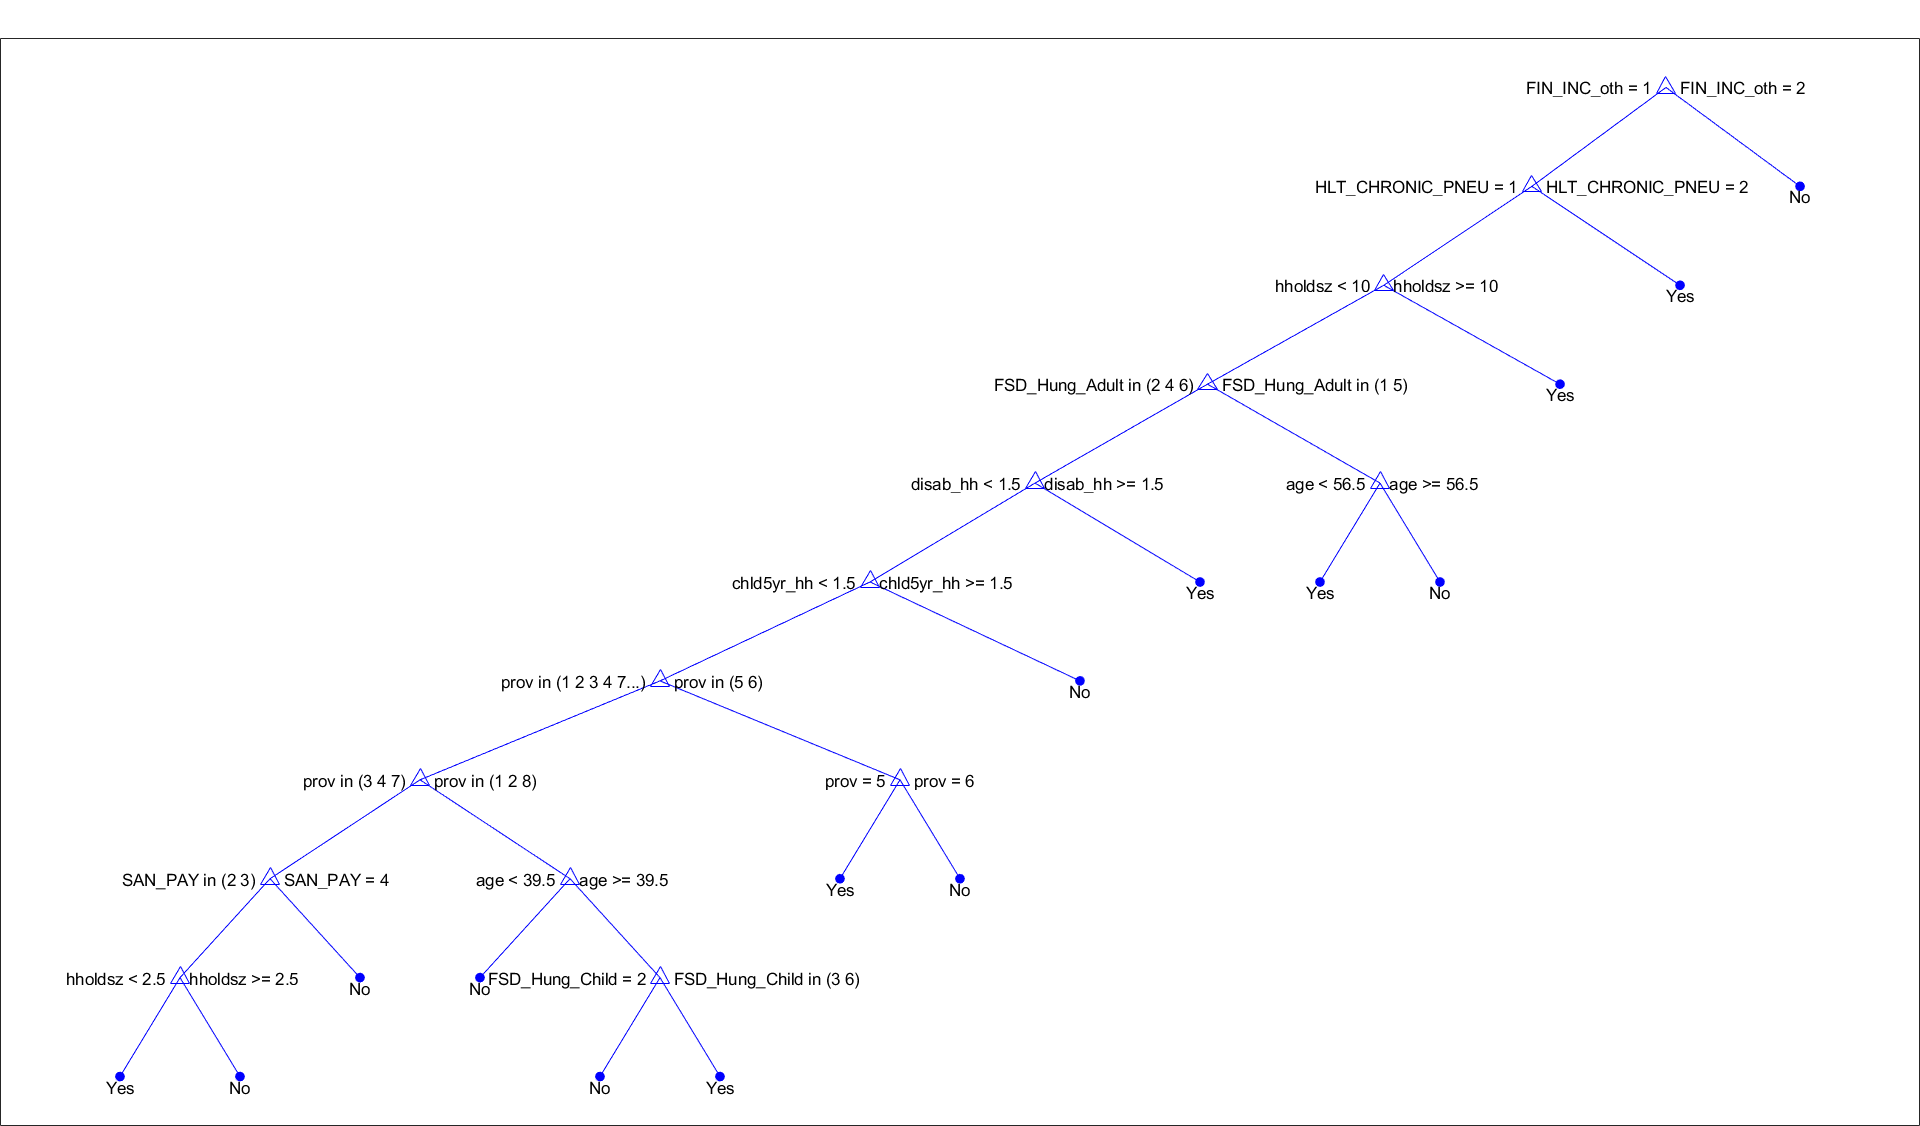 FIN_INC_oth = 1 FIN_INC_oth = 2
HLT_CHRONIC_PNEU = 1 HLT_CHRONIC_PNEU = 2
No
hholdsz < 10 hholdsz >= 10
Yes
FSD_Hung_Adult in (2 4 6) FSD_Hung_Adult in (1 5)
Yes
disab_hh < 1.5 disab_hh >= 1.5
age < 56.5 age >= 56.5
chld5yr_hh < 1.5 chld5yr_hh >= 1.5
Yes
Yes
No
prov in (1 2 3 4 7...) prov in (5 6)
No
prov in (3 4 7) prov in (1 2 8)
prov = 5 prov = 6
SAN_PAY in (2 3) SAN_PAY = 4
age < 39.5 age >= 39.5
Yes
No
hholdsz < 2.5 hholdsz >= 2.5
No
No
FSD_Hung_Child = 2 FSD_Hung_Child in (3 6)
Yes
No
No
Yes